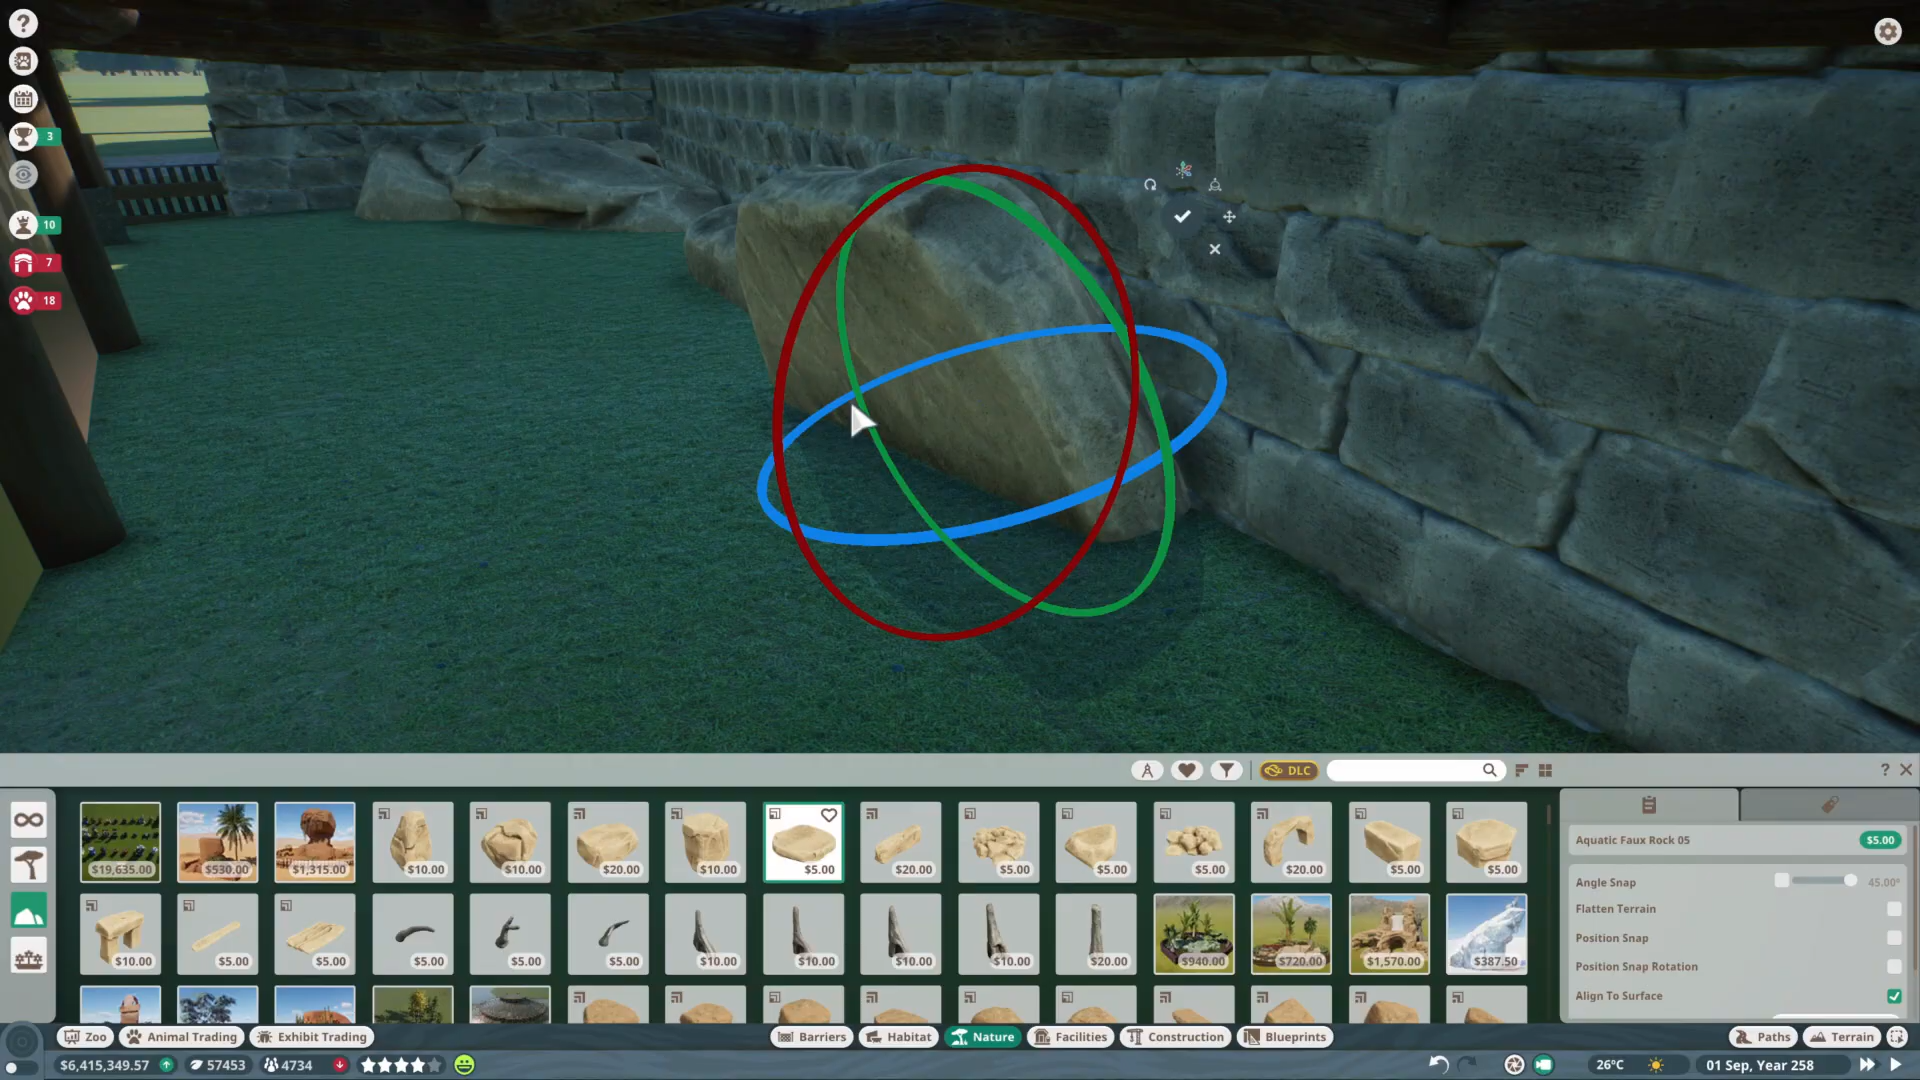 ?
3
10
7
18
DLC
?
$19,635.00
$530.00
$1,315.00
$10.00
$10.00
$20.00
$10.00
$5.00
$20.00
$5.00
$5.00
$5.00
$20.00
$5.00
$5.00
$10.00
$5.00
$5.00
$5.00
$5.00
$5.00
$10.00
$10.00
$10.00
$10.00
$20.00
$940.00
$720.00
$1,570.00
$387.50
Aquatic Faux Rock 05
$5.00
Angle Snap
45.00°
Flatten Terrain
Position Snap
Position Snap Rotation
Align To Surface
Zoo
Animal Trading
Exhibit Trading
Barriers
Habitat
Nature
Facilities
Construction
Blueprints
Paths
Terrain
$6,415,349.57
57453
4734
26°C
01 Sep, Year 258